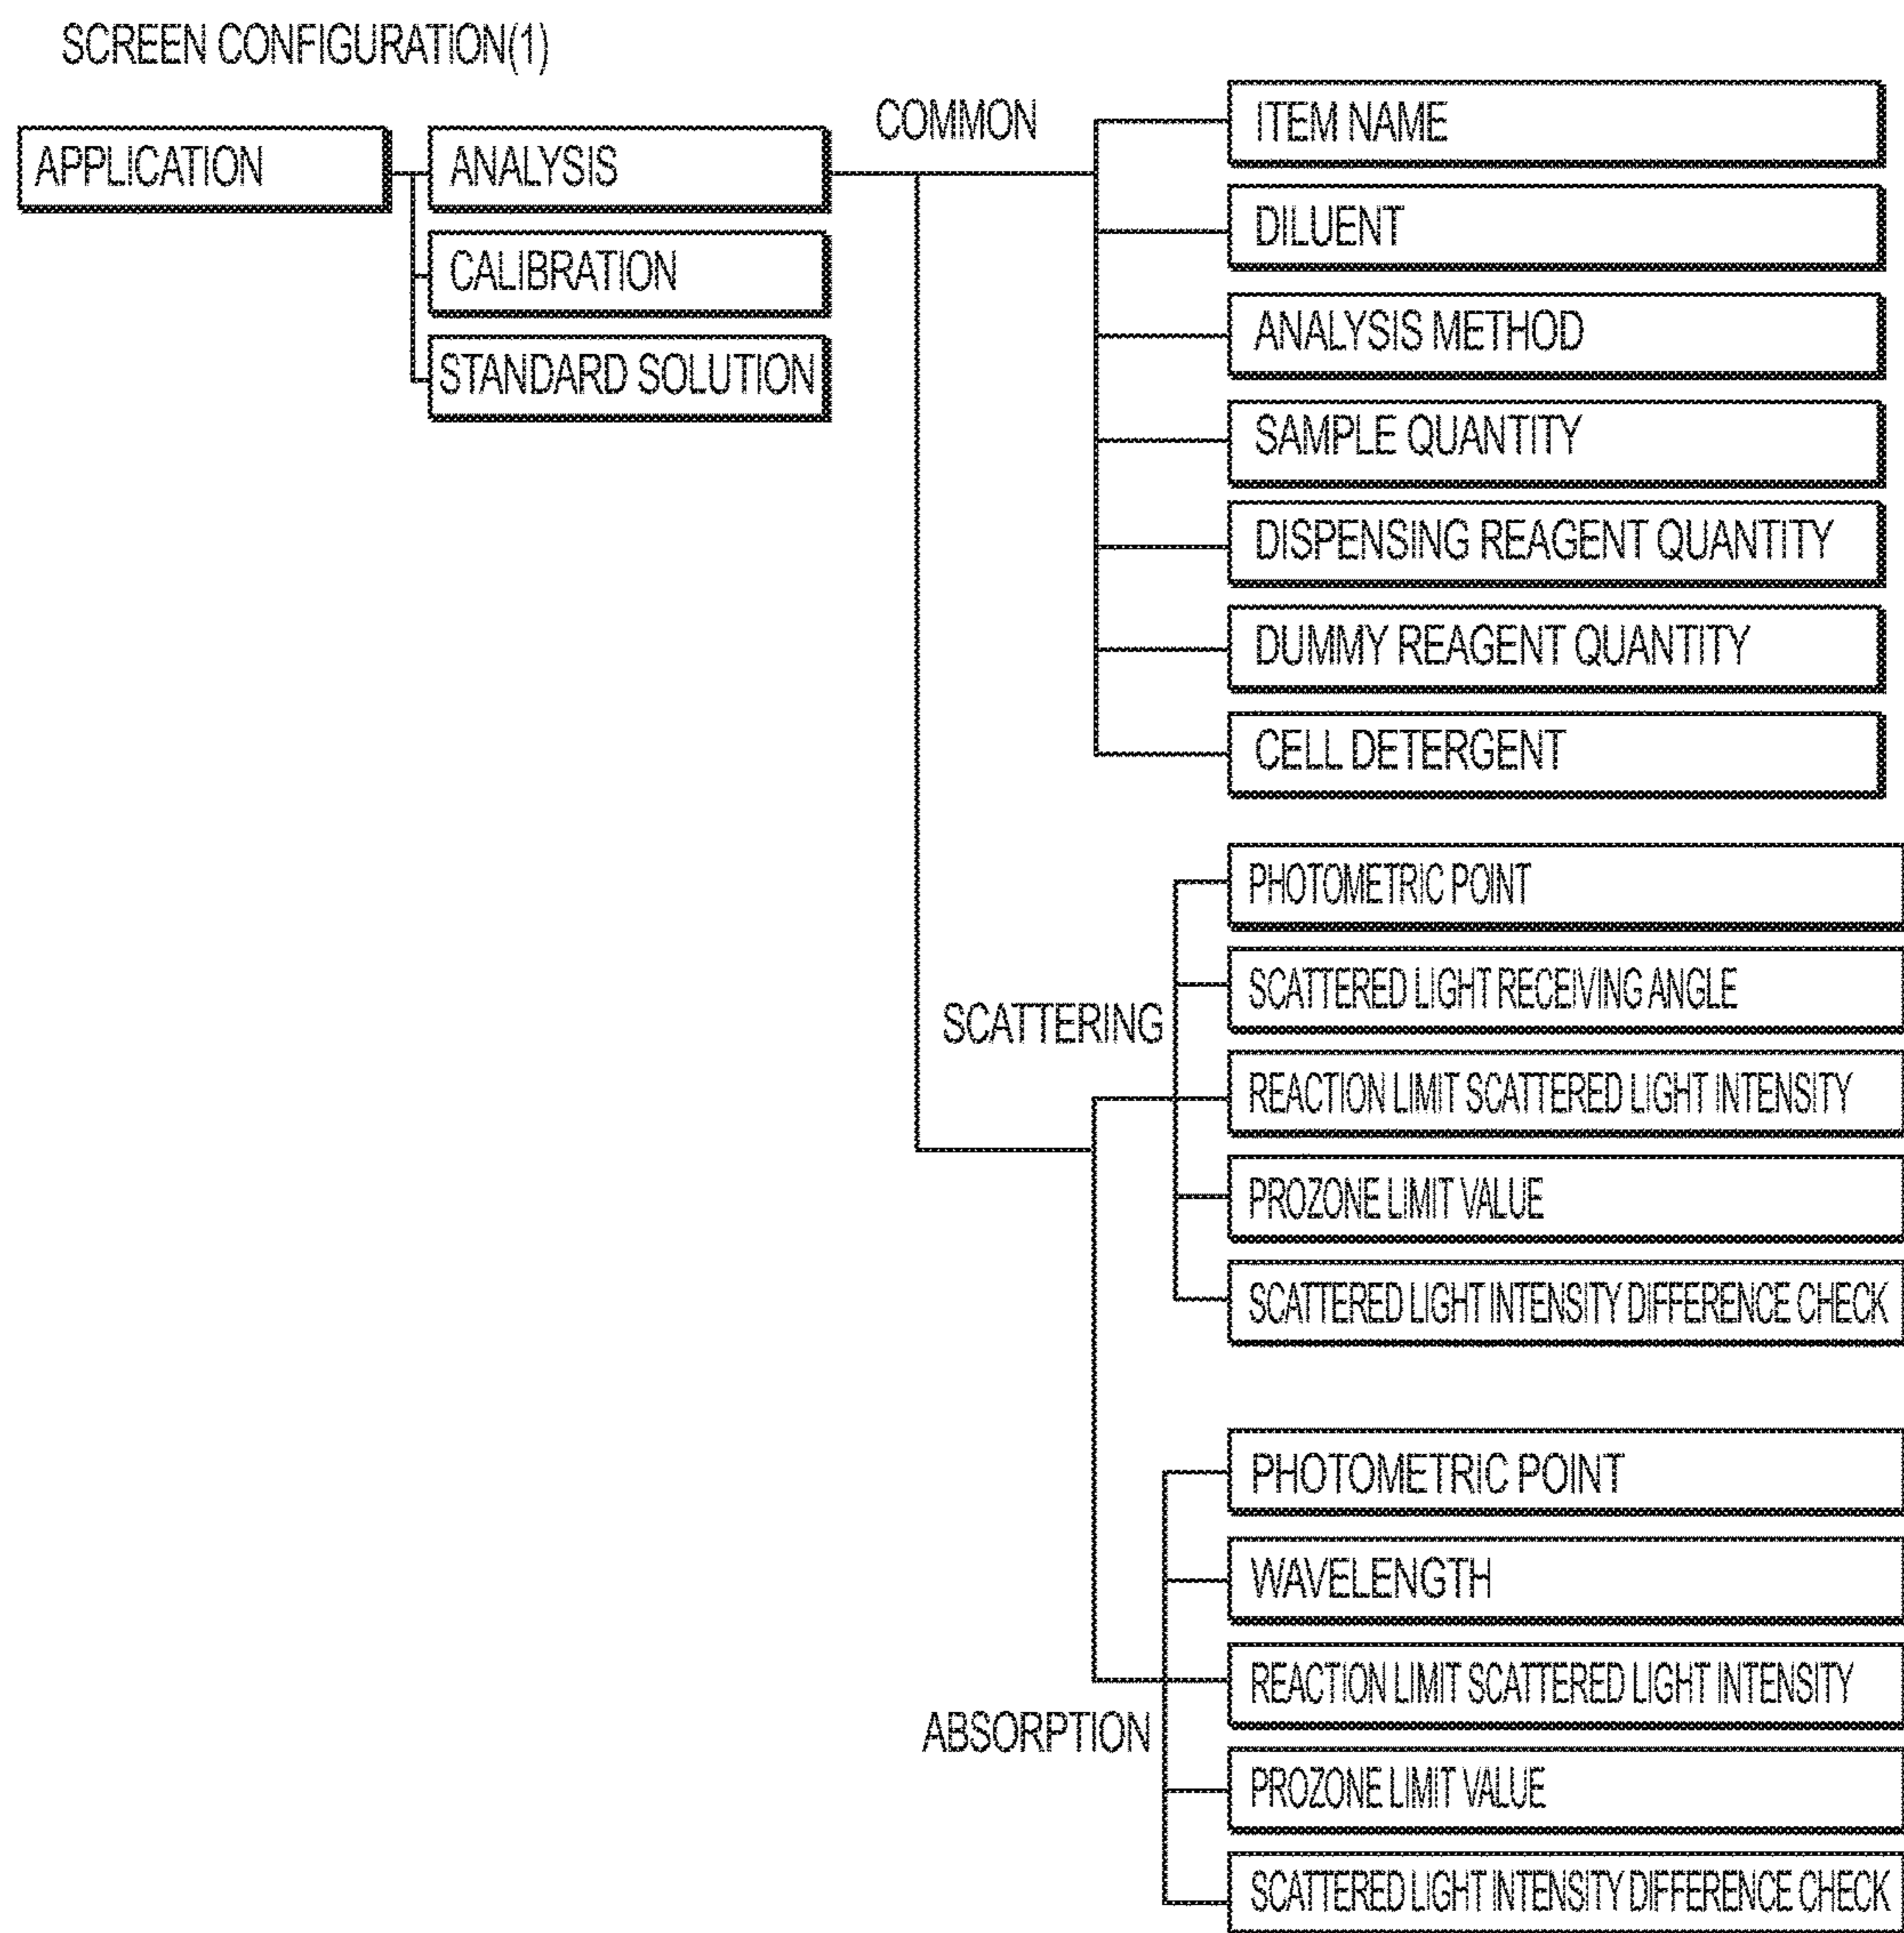 SCREEN CONFIGURATION(1)
APPLICATION
ANALYSIS
CALIBRATION
STANDARD SOLUTION
COMMON
ITEM NAME
DILUENT
ANALYSIS METHOD
SAMPLE QUANTITY
DISPENSING REAGENT QUANTITY
DUMMY REAGENT QUANTITY
CELL DETERGENT
SCATTERING
PHOTOMETRIC POINT
SCATTERED LIGHT RECEIVING ANGLE
REACTION LIMIT SCATTERED LIGHT INTENSITY
PROZONE LIMIT VALUE
SCATTERED LIGHT INTENSITY DIFFERENCE CHECK
ABSORPTION
PHOTOMETRIC POINT
WAVELENGTH
REACTION LIMIT SCATTERED LIGHT INTENSITY
PROZONE LIMIT VALUE
SCATTERED LIGHT INTENSITY DIFFERENCE CHECK